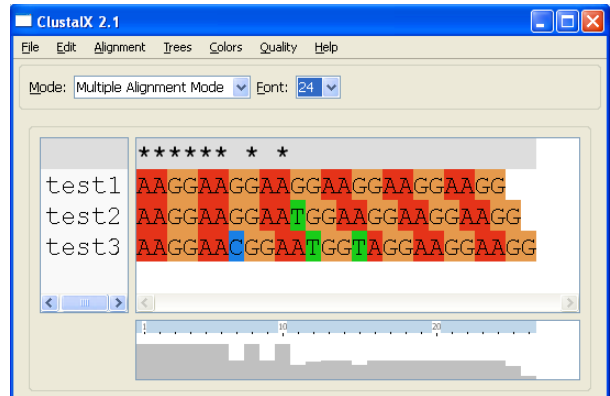 ClustalX 2.1
File Edit Alignment Trees Colors Quality Help
Mode: Multiple Alignment Mode Font: 24
****** * *
test1 AAGGAAGGAAGGAAGGAAGGAAGG
test2 AAGGAAGGAATGGAAGGAAGGAAGG
test3 AAGGAACGGAATGGTAGGAAGGAAGG
1 10 20